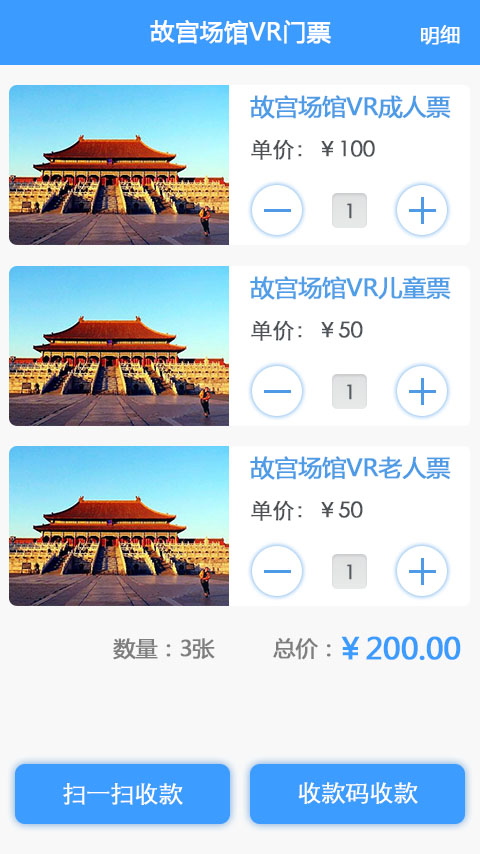 故宫场馆VR门票
明细
故宫场馆VR成人票
单价： ￥100
1
故宫场馆VR儿童票
单价： ￥50
1
故宫场馆VR老人票
单价： ￥50
1
数量：3张 总价：￥200.00
扫一扫收款 收款码收款